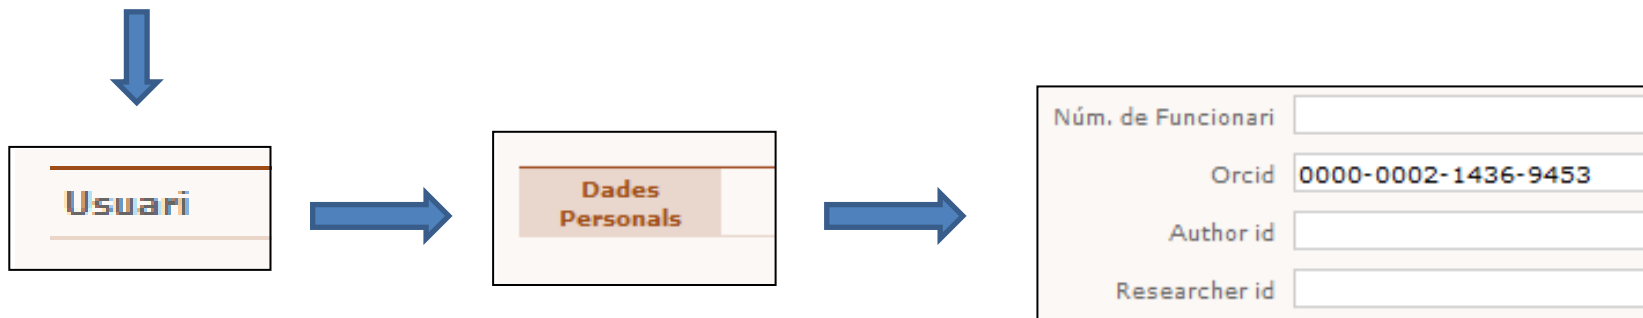 Usuari
Dades
Personals
Núm. de Funcionari
Orcid 0000-0002-1436-9453
Author id
Researcher id